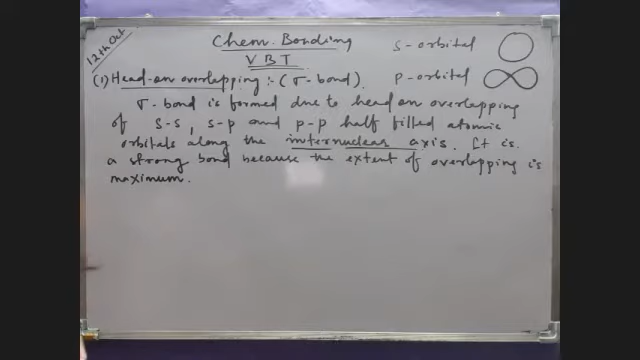 12th Oct
Chem. Bonding
VBT
s-orbital
p-orbital
(1) Head-on overlapping :- (σ-bond).
σ-bond is formed due to head on overlapping
of s-s, s-p and p-p half filled atomic
orbitals along the internuclear axis. It is
a strong bond because the extent of overlapping is
maximum.